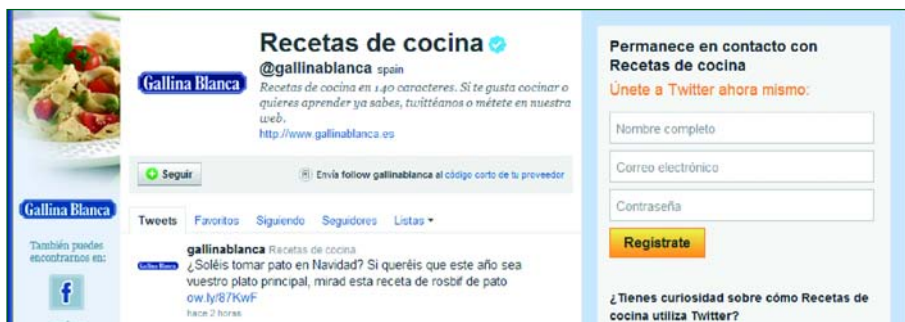 Recetas de cocina
@gallinablanca spain
Gallina Blanca
Recetas de cocina en 140 caracteres. Si te gusta cocinar o
quieres aprender ya sabes, twittéanos o métete en nuestra
web.
http://www.gallinablanca.es
Seguir
Envía follow gallinablanca al código corto de tu proveedor
Gallina Blanca
También puedes
encontrarnos en:
f
Tweets Favoritos Siguiendo Seguidores Listas
gallinablanca Recetas de cocina
Gallina Blanca
¿Soléis tomar pato en Navidad? Si queréis que este año sea
vuestro plato principal, mirad esta receta de rosbif de pato
ow.ly/87KwF
hace 2 horas
Permanece en contacto con
Recetas de cocina
Únete a Twitter ahora mismo:
Nombre completo
Correo electrónico
Contraseña
Regístrate
¿Tienes curiosidad sobre cómo Recetas de
cocina utiliza Twitter?